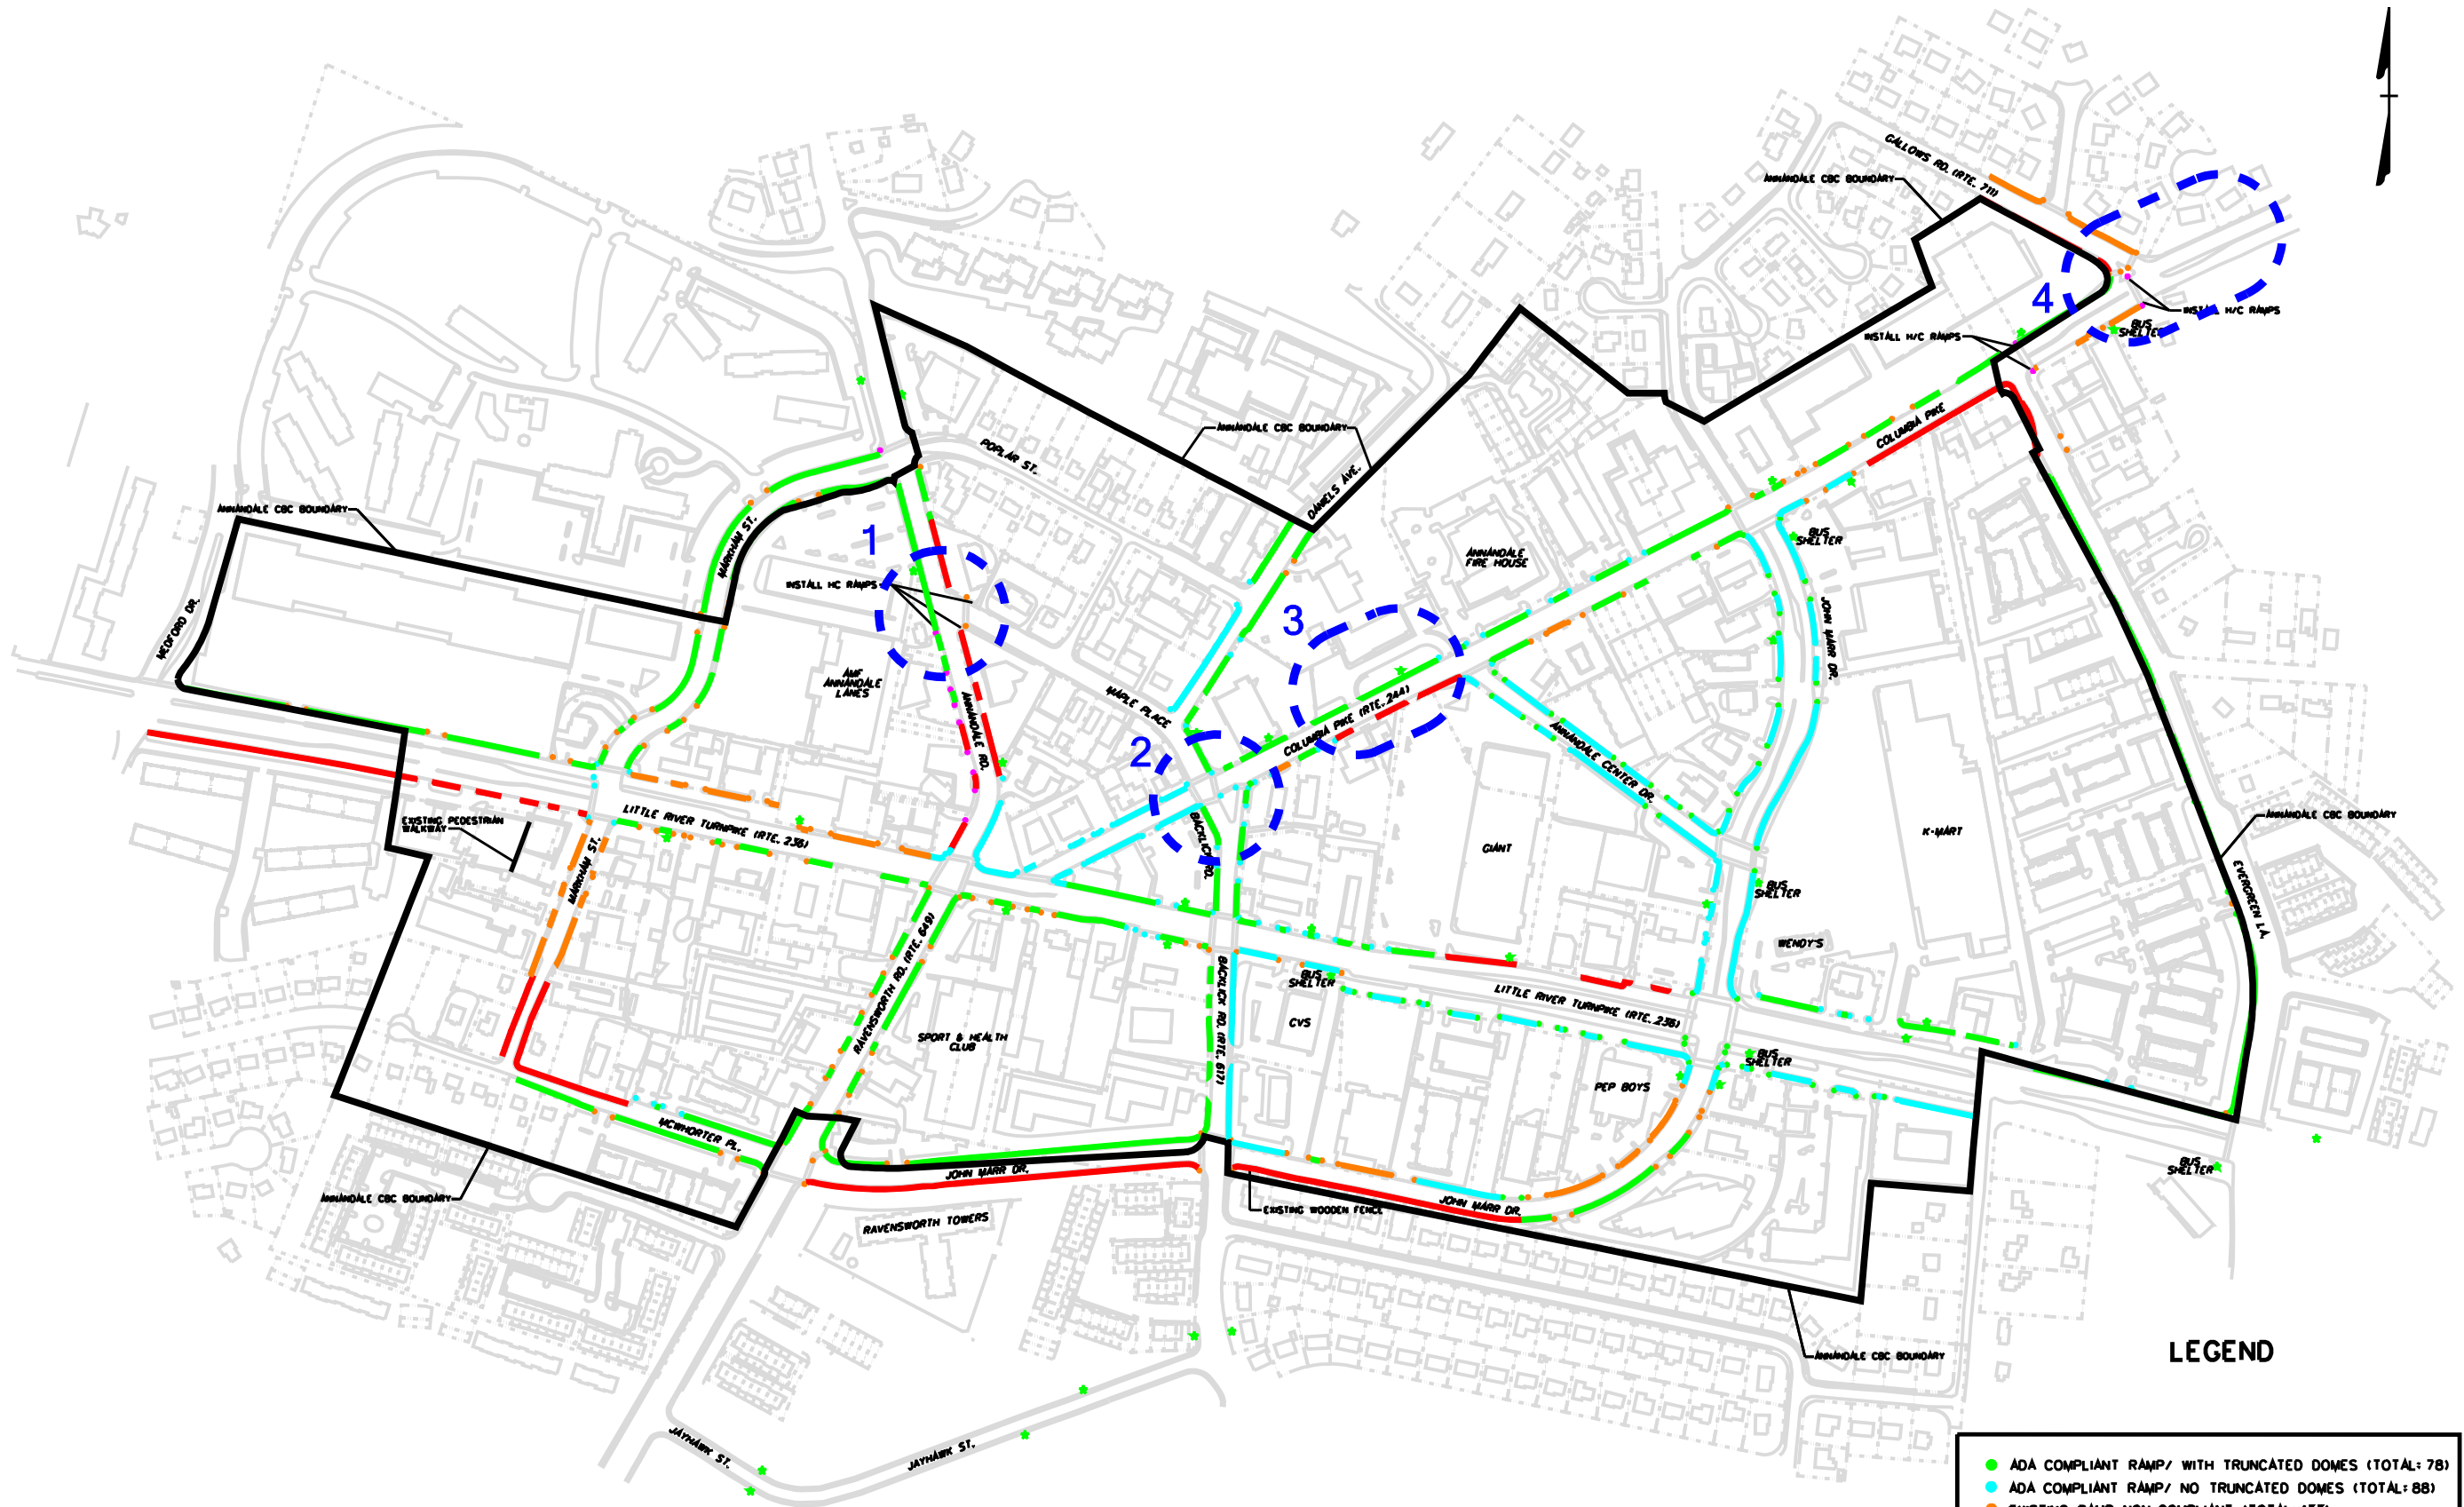 GALLOWS RD. (RTE. 711)
ANNANDALE CBC BOUNDARY
4
INSTALL H/C RAMPS
BUS
SHELTER
INSTALL H/C RAMPS
COLUMBIA PIKE
ANNANDALE CBC BOUNDARY
POPLAR ST.
DANIELS AVE.
ANNANDALE CBC BOUNDARY
MARKHAM ST.
1
INSTALL HC RAMPS
ANNANDALE
FIRE HOUSE
BUS
SHELTER
MEDFORD DR.
3
JOHN MARR DR.
AMF
ANNANDALE
LANES
ANNANDALE RD.
MAPLE PLACE
COLUMBIA PIKE (RTE. 244)
2
ANNANDALE CENTER DR.
EXISTING PEDESTRIAN
WALKWAY
LITTLE RIVER TURNPIKE (RTE. 236)
BACKLICK RD.
GIANT
K-MART
ANNANDALE CBC BOUNDARY
MARKHAM ST.
BUS
SHELTER
EVERGREEN LA.
RAVENSWORTH RD. (RTE. 649)
WENDY'S
BUS
SHELTER
BACKLICK RD. (RTE. 617)
LITTLE RIVER TURNPIKE (RTE. 236)
CVS
SPORT & HEALTH
CLUB
BUS
SHELTER
PEP BOYS
MCWHORTER PL.
JOHN MARR DR.
BUS
SHELTER
ANNANDALE CBC BOUNDARY
EXISTING WOODEN FENCE
JOHN MARR DR.
RAVENSWORTH TOWERS
ANNANDALE CBC BOUNDARY
LEGEND
JAYHAWK ST.
JAYHAWK ST.
ADA COMPLIANT RAMP/ WITH TRUNCATED DOMES (TOTAL: 78)
ADA COMPLIANT RAMP/ NO TRUNCATED DOMES (TOTAL: 88)